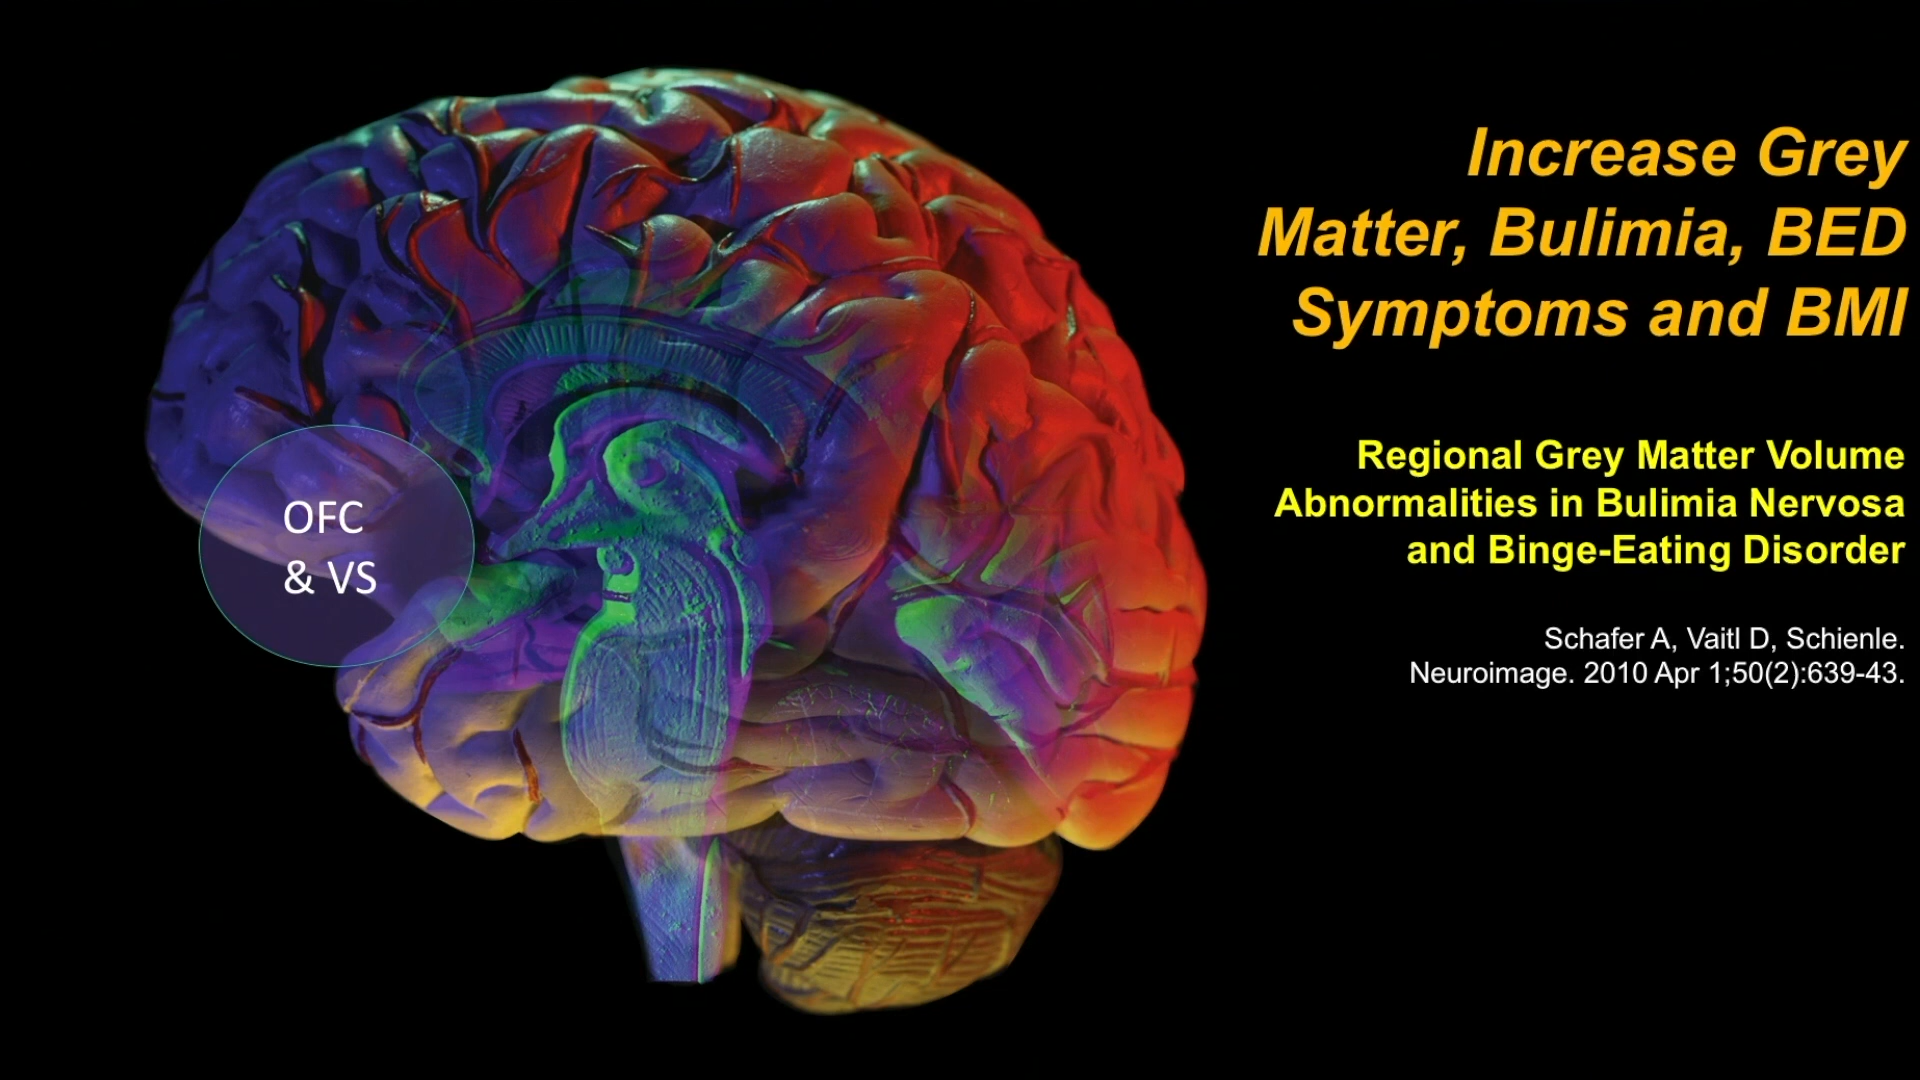 Increase Grey
Matter, Bulimia, BED
Symptoms and BMI
Regional Grey Matter Volume
Abnormalities in Bulimia Nervosa
and Binge-Eating Disorder
Schafer A, Vaitl D, Schienle.
Neuroimage. 2010 Apr 1;50(2):639-43.
OFC
& VS